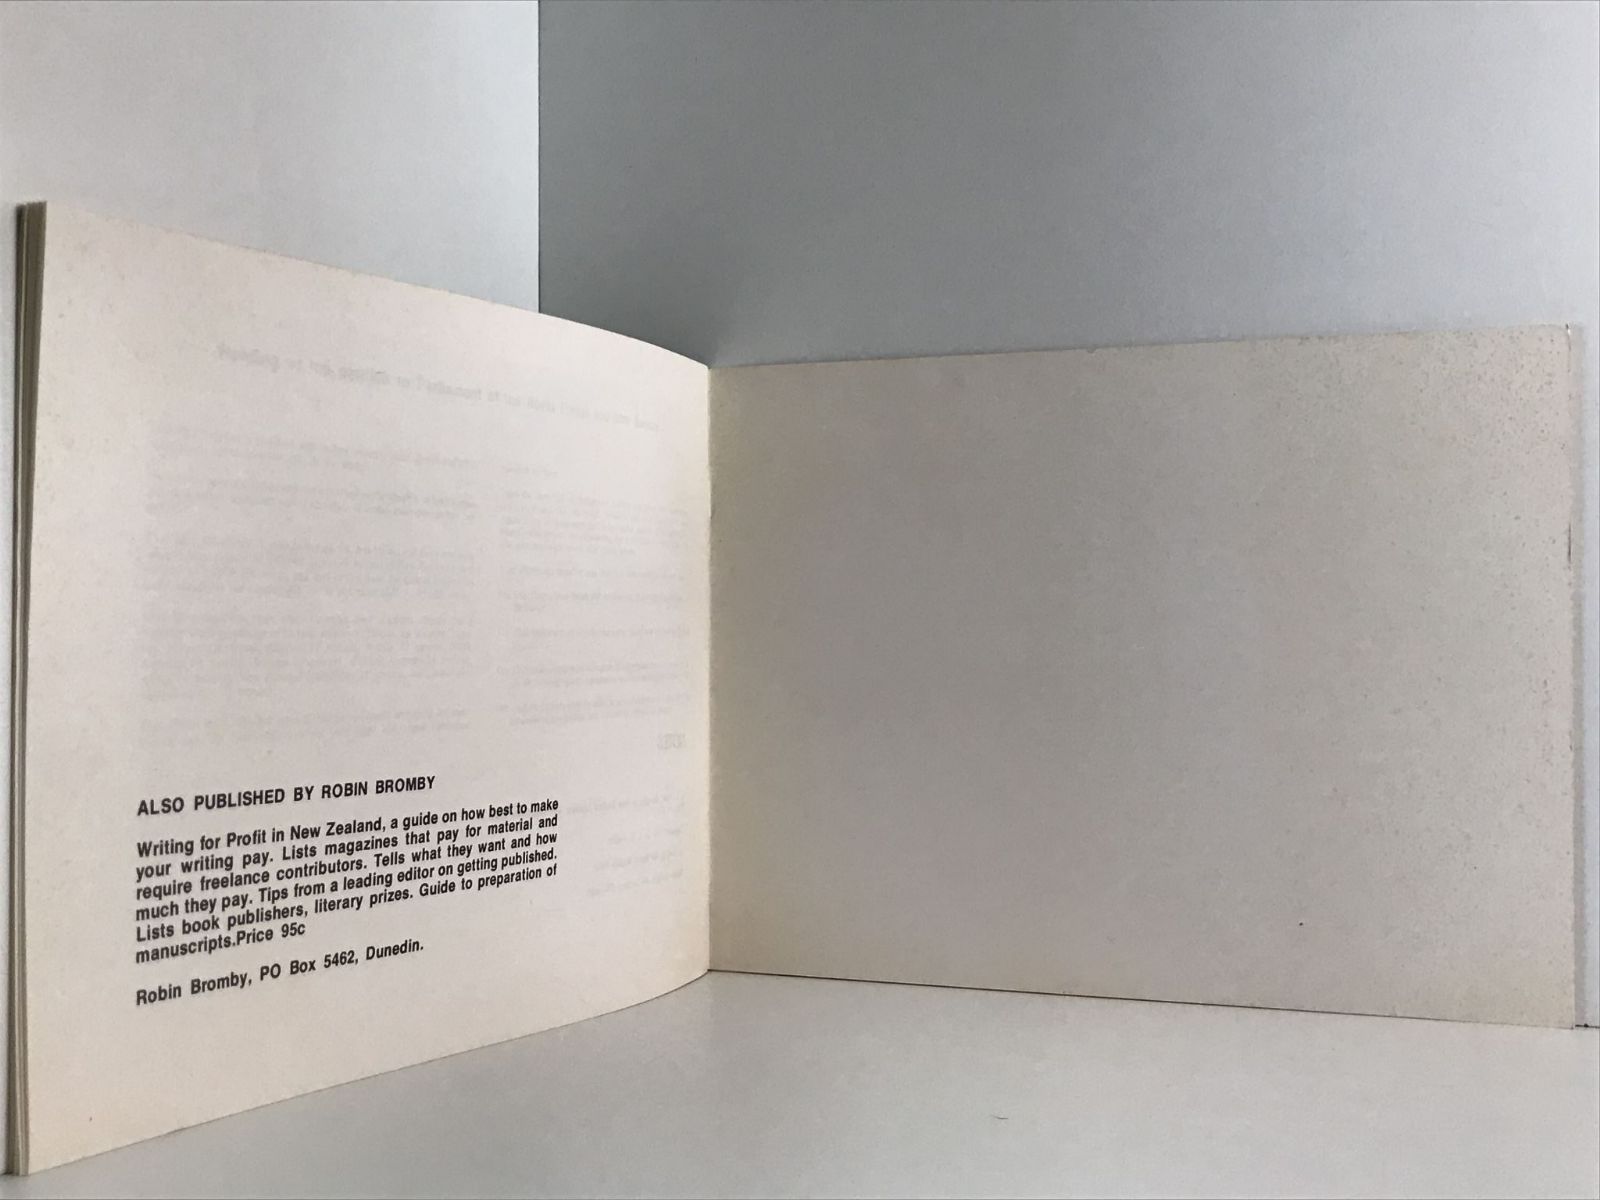 ALSO PUBLISHED BY ROBIN BROMBY
Writing for Profit in New Zealand, a guide on how best to make
your writing pay. Lists magazines that pay for material and
require freelance contributors. Tells what they want and how
much they pay. Tips from a leading editor on getting published.
Lists book publishers, literary prizes. Guide to preparation of
manuscripts.Price 95c
Robin Bromby, PO Box 5462, Dunedin.